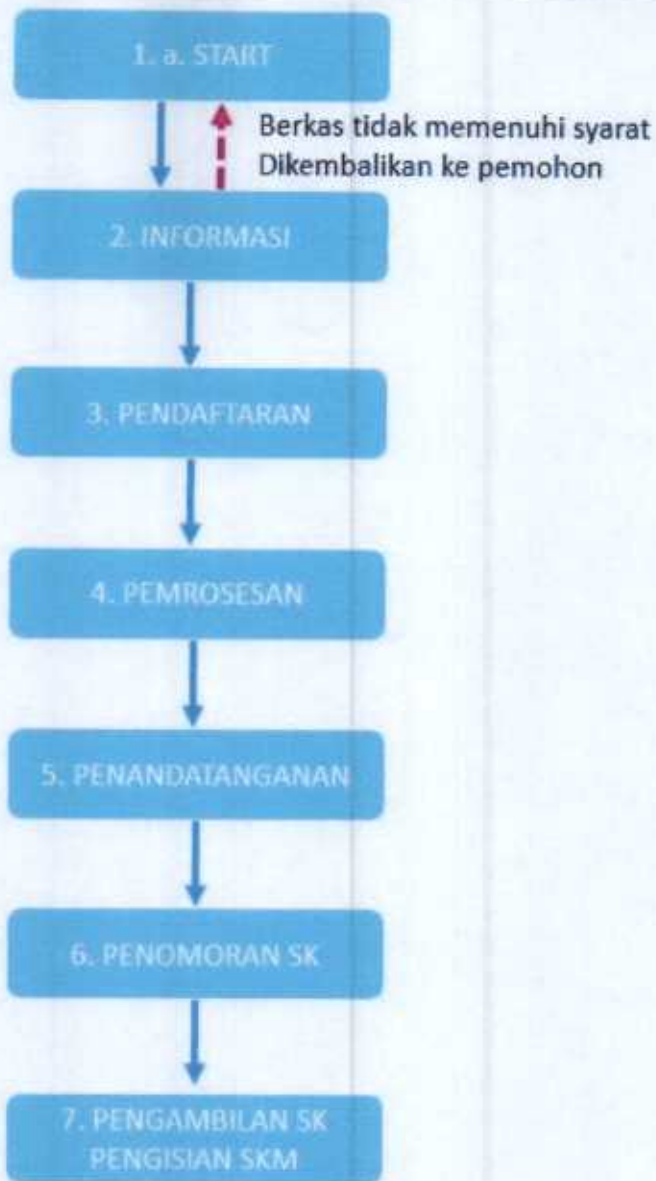 1. a. START
Berkas tidak memenuhi syarat
Dikembalikan ke pemohon
2. INFORMASI
3. PENDAFTARAN
4. PEMROSESAN
5. PENANDATANGANAN
6. PENOMORAN SK
7. PENGAMBILAN SK
PENGISIAN SKM